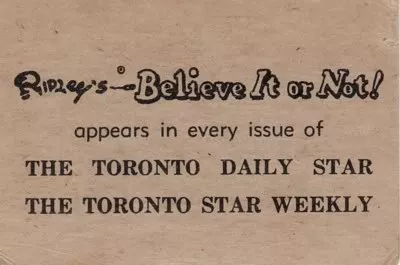 Ripley's — Believe It or Not!
appears in every issue of
THE TORONTO DAILY STAR
THE TORONTO STAR WEEKLY